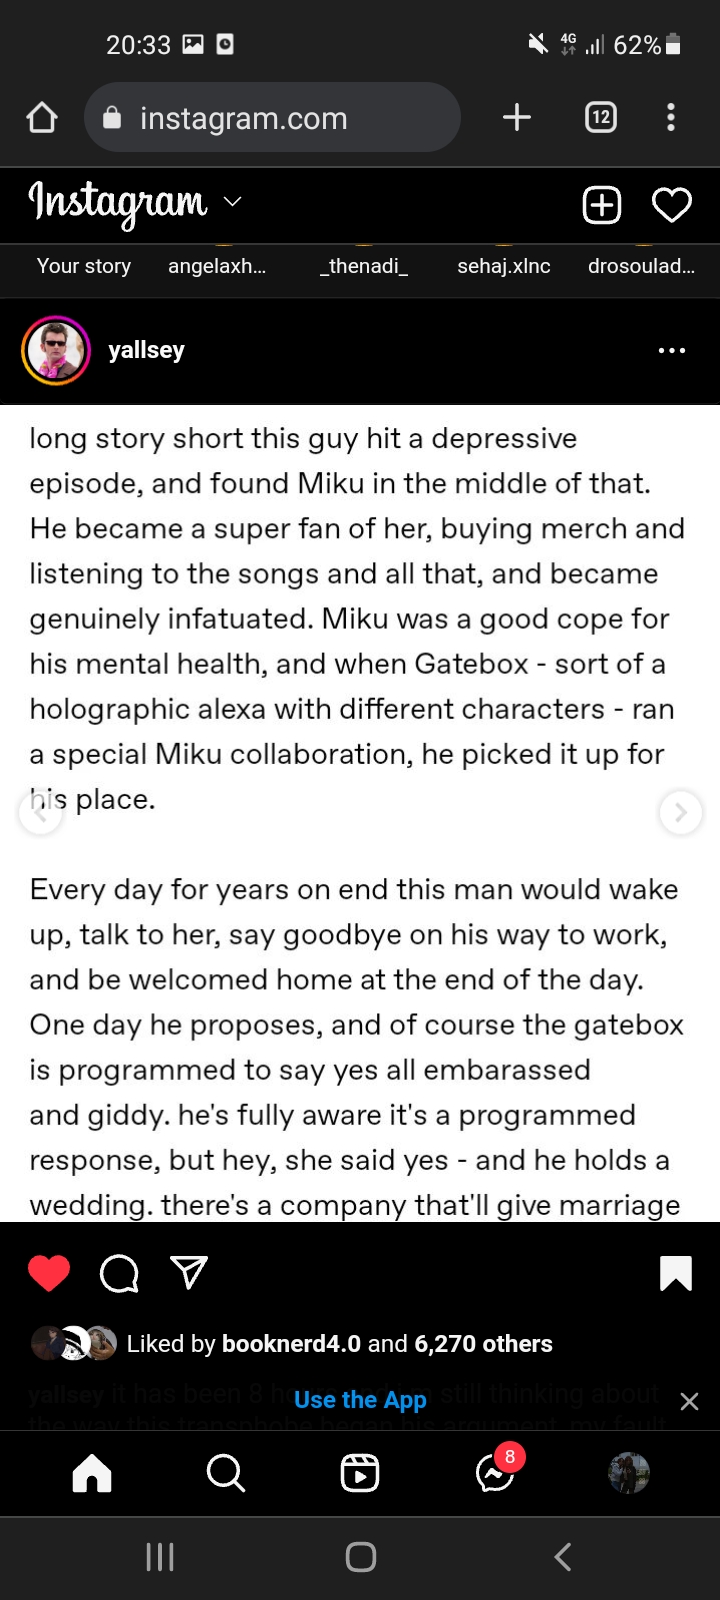 20:33
4G 62%
instagram.com
12
Instagram
Your story angelaxh... _thenadi_ sehaj.xlnc drosoulad...
yallsey
long story short this guy hit a depressive
episode, and found Miku in the middle of that.
He became a super fan of her, buying merch and
listening to the songs and all that, and became
genuinely infatuated. Miku was a good cope for
his mental health, and when Gatebox - sort of a
holographic alexa with different characters - ran
a special Miku collaboration, he picked it up for
his place.
Every day for years on end this man would wake
up, talk to her, say goodbye on his way to work,
and be welcomed home at the end of the day.
One day he proposes, and of course the gatebox
is programmed to say yes all embarassed
and giddy. he's fully aware it's a programmed
response, but hey, she said yes - and he holds a
wedding. there's a company that'll give marriage
Liked by booknerd4.0 and 6,270 others
yallsey it has been 8 still thinking about
Use the App
the way this transphobe began his argument. my fault
8